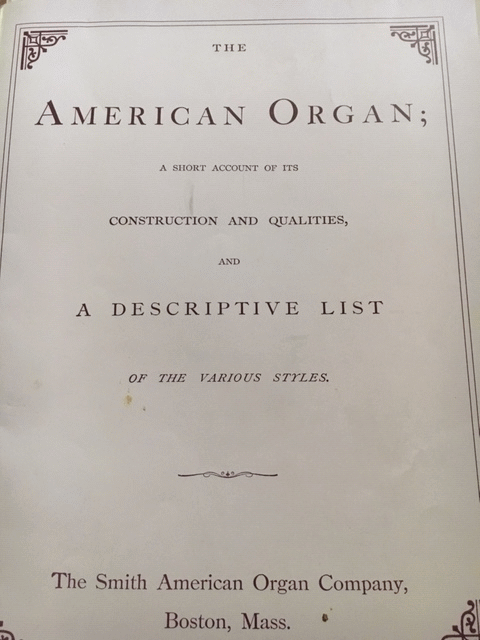 THE
AMERICAN ORGAN;
A SHORT ACCOUNT OF ITS
CONSTRUCTION AND QUALITIES,
AND
A DESCRIPTIVE LIST
OF THE VARIOUS STYLES.
The Smith American Organ Company,
Boston, Mass.